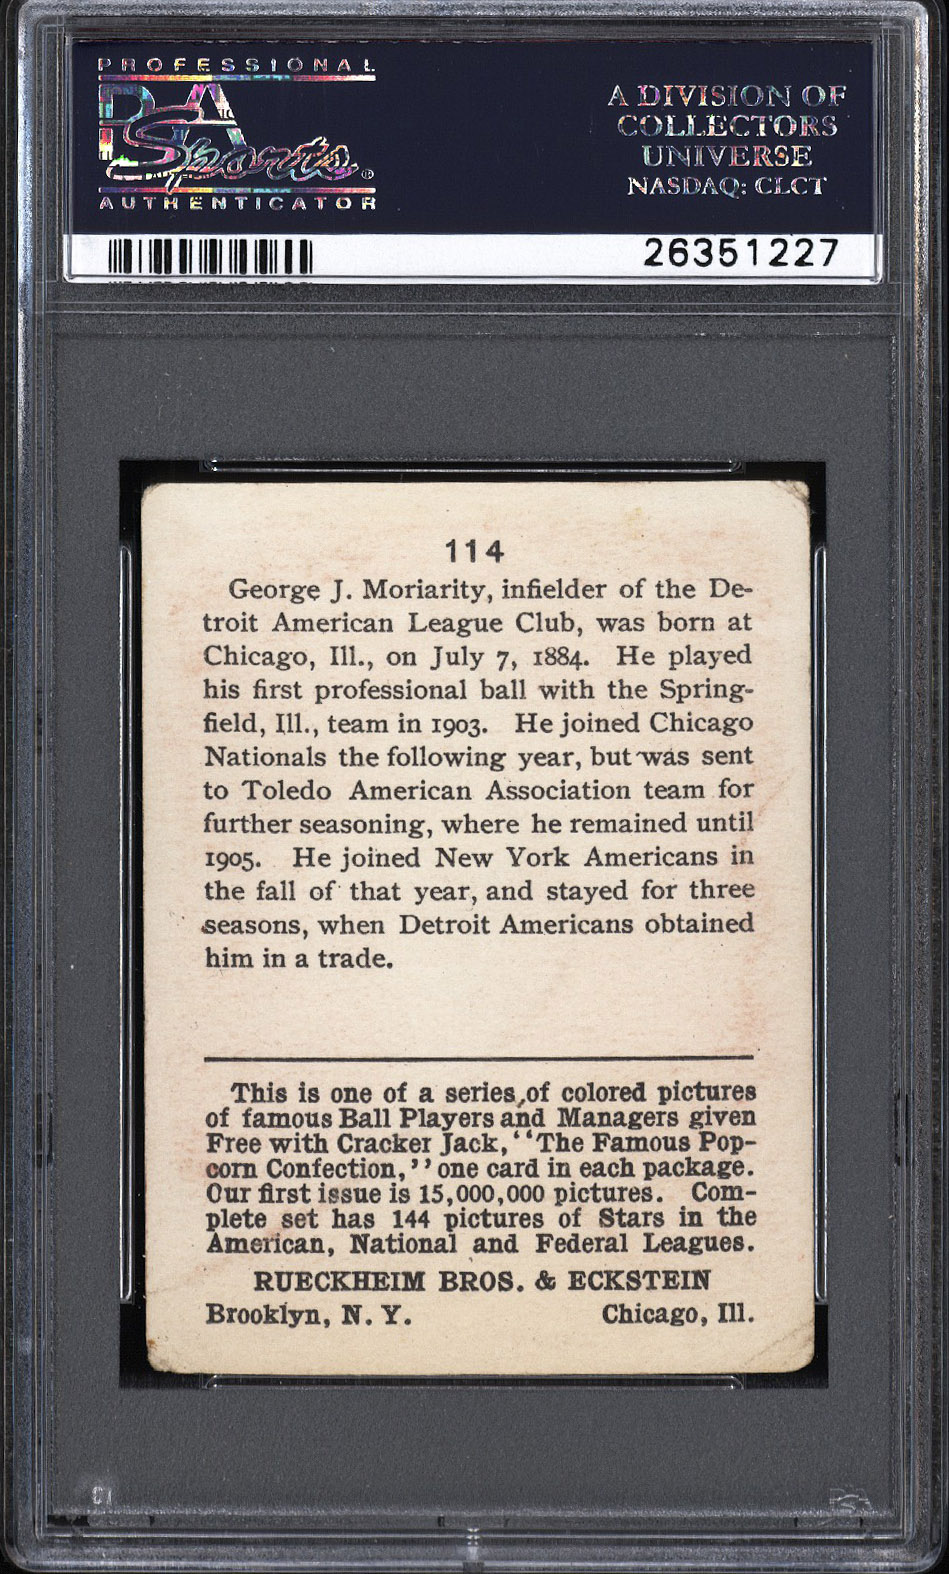 PROFESSIONAL
PSA
Sports®
AUTHENTICATOR
A DIVISION OF
COLLECTORS
UNIVERSE
NASDAQ: CLCT
26351227
114
George J. Moriarity, infielder of the De-
troit American League Club, was born at
Chicago, Ill., on July 7, 1884. He played
his first professional ball with the Spring-
field, Ill., team in 1903. He joined Chicago
Nationals the following year, but was sent
to Toledo American Association team for
further seasoning, where he remained until
1905. He joined New York Americans in
the fall of that year, and stayed for three
seasons, when Detroit Americans obtained
him in a trade.
This is one of a series of colored pictures
of famous Ball Players and Managers given
Free with Cracker Jack, "The Famous Pop-
corn Confection," one card in each package.
Our first issue is 15,000,000 pictures. Com-
plete set has 144 pictures of Stars in the
American, National and Federal Leagues.
RUECKHEIM BROS. & ECKSTEIN
Brooklyn, N. Y. Chicago, Ill.